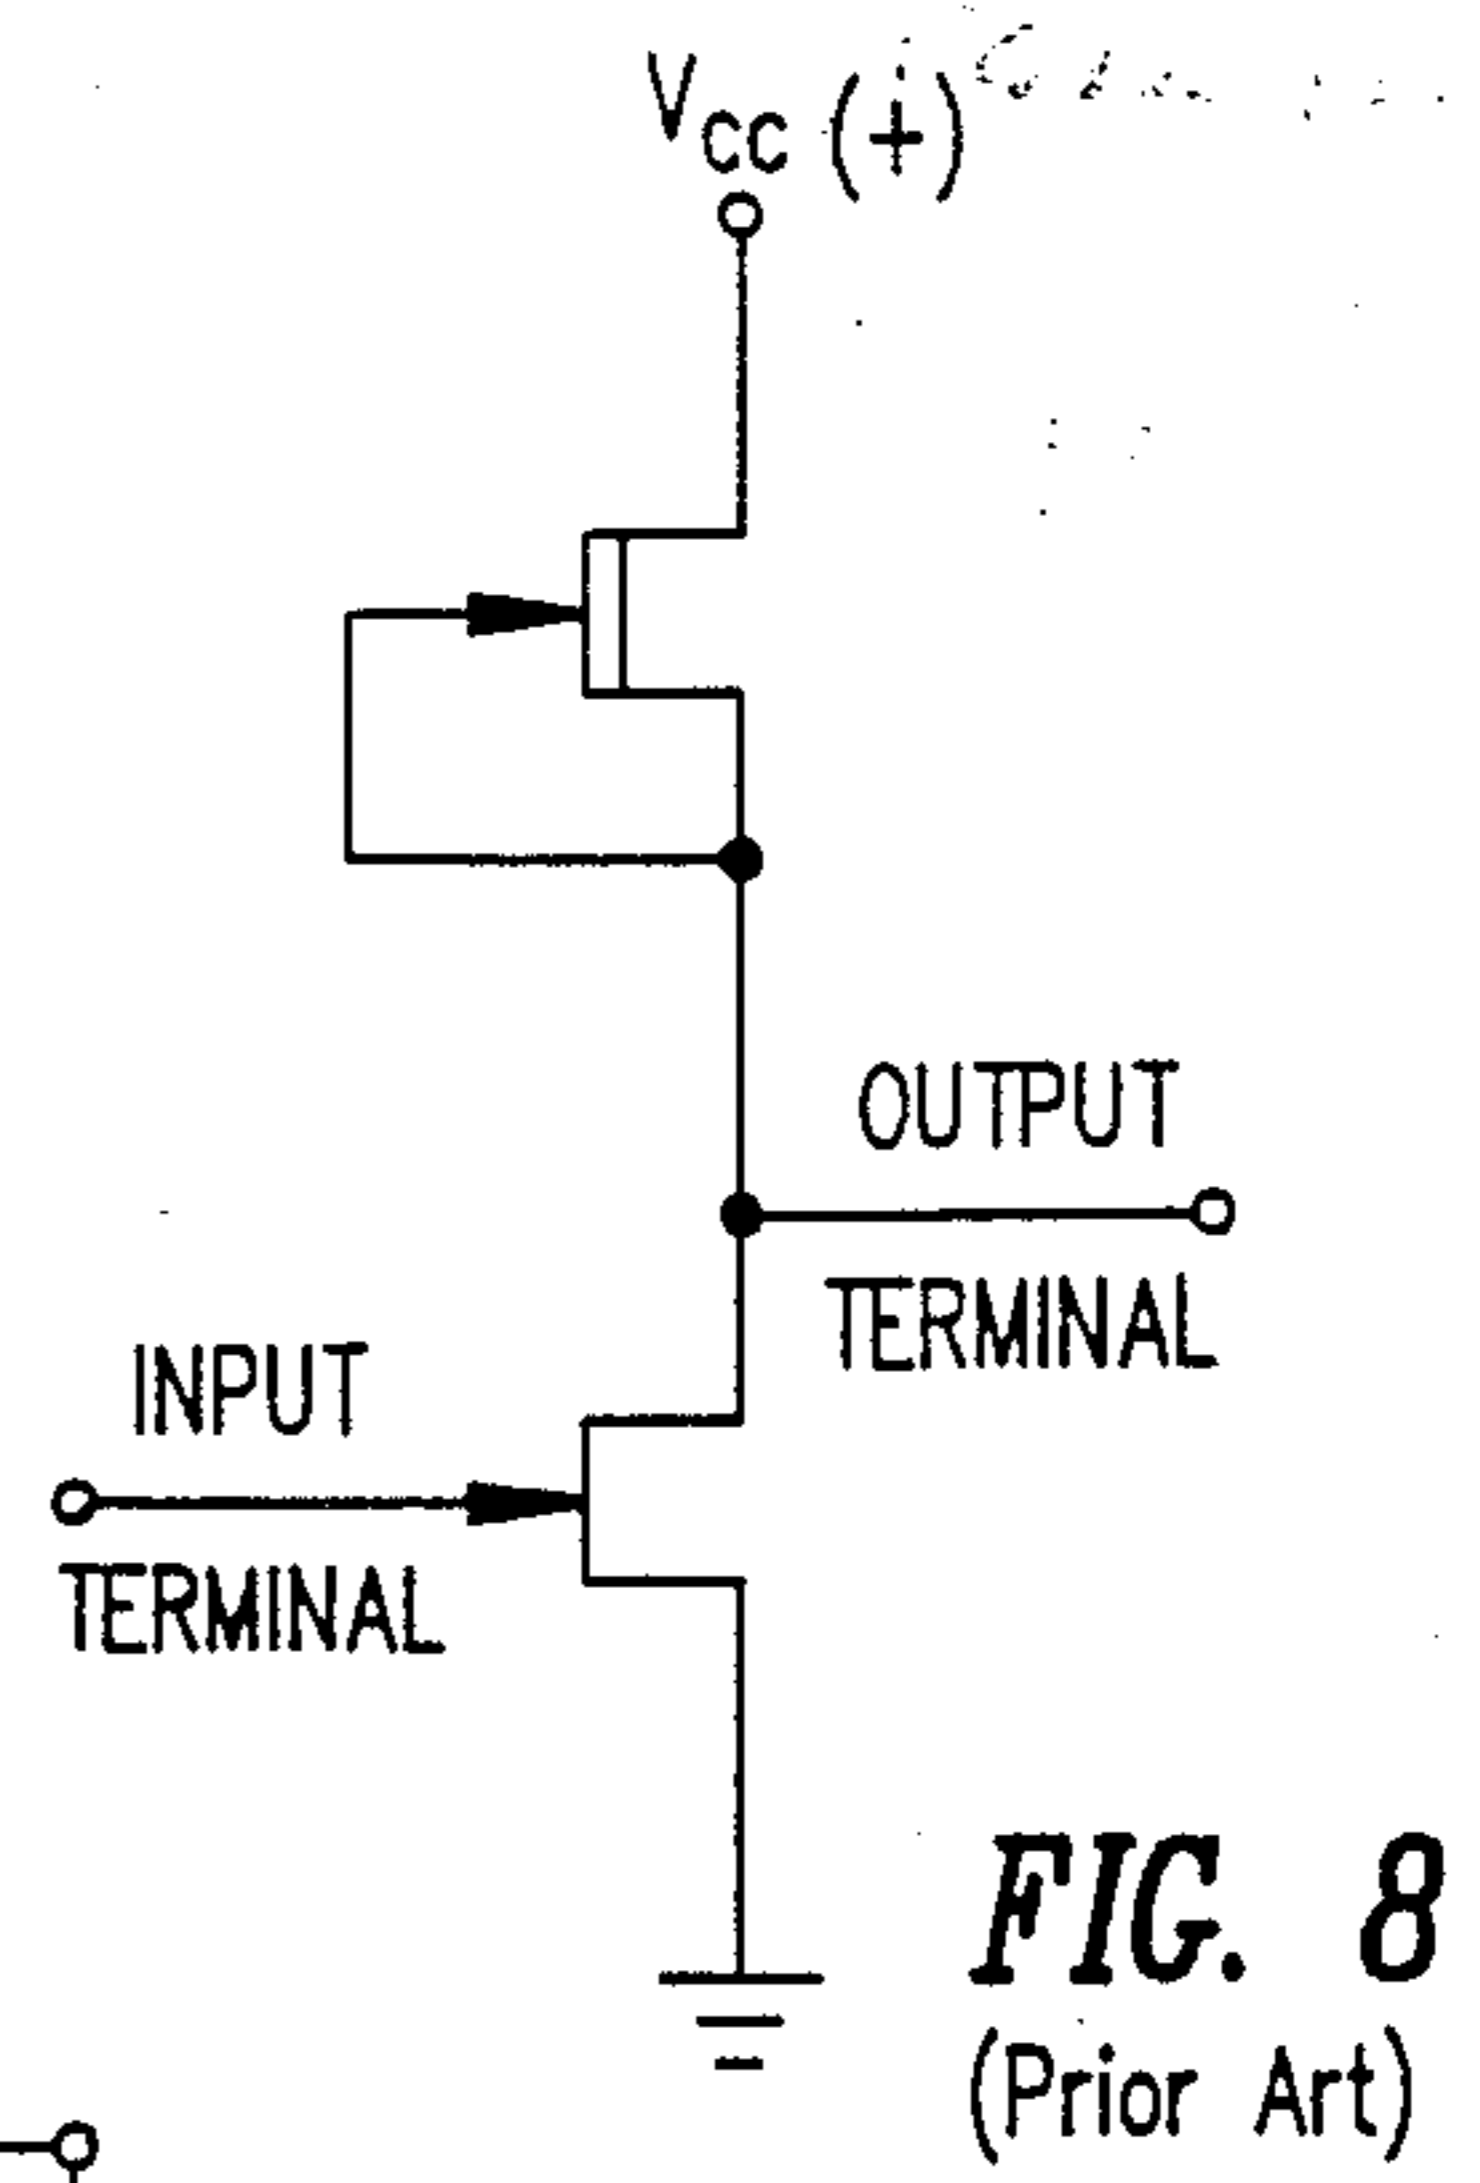 VCC (+)
OUTPUT
TERMINAL
INPUT
TERMINAL
FIG. 8
(Prior Art)